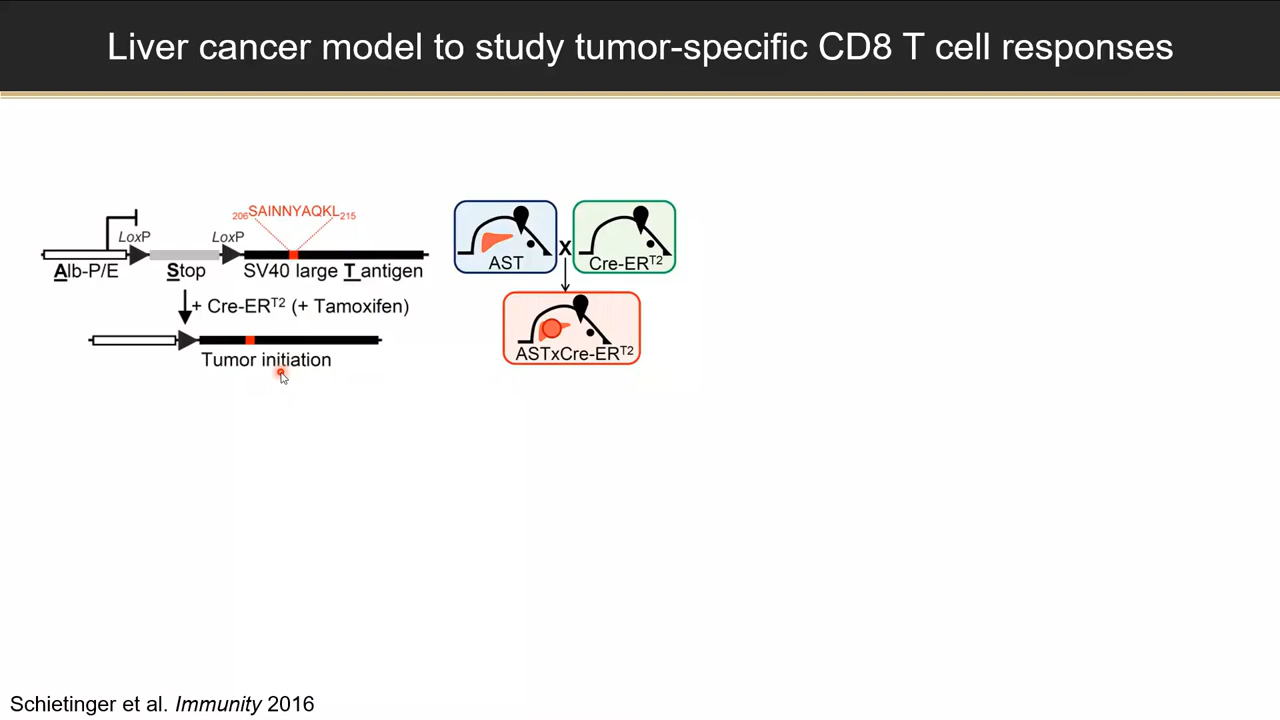 Liver cancer model to study tumor-specific CD8 T cell responses
206SAINNYAQKL215
LoxP LoxP
Alb-P/E Stop SV40 large T antigen
+ Cre-ERT2 (+ Tamoxifen)
Tumor initiation
AST X Cre-ERT2
ASTxCre-ERT2
Schietinger et al. Immunity 2016